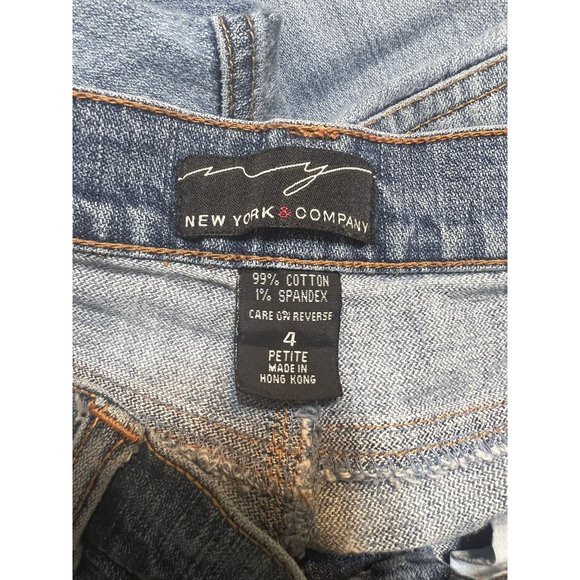 ny
NEW YORK & COMPANY
99% COTTON
1% SPANDEX
CARE ON REVERSE
4
PETITE
MADE IN
HONG KONG